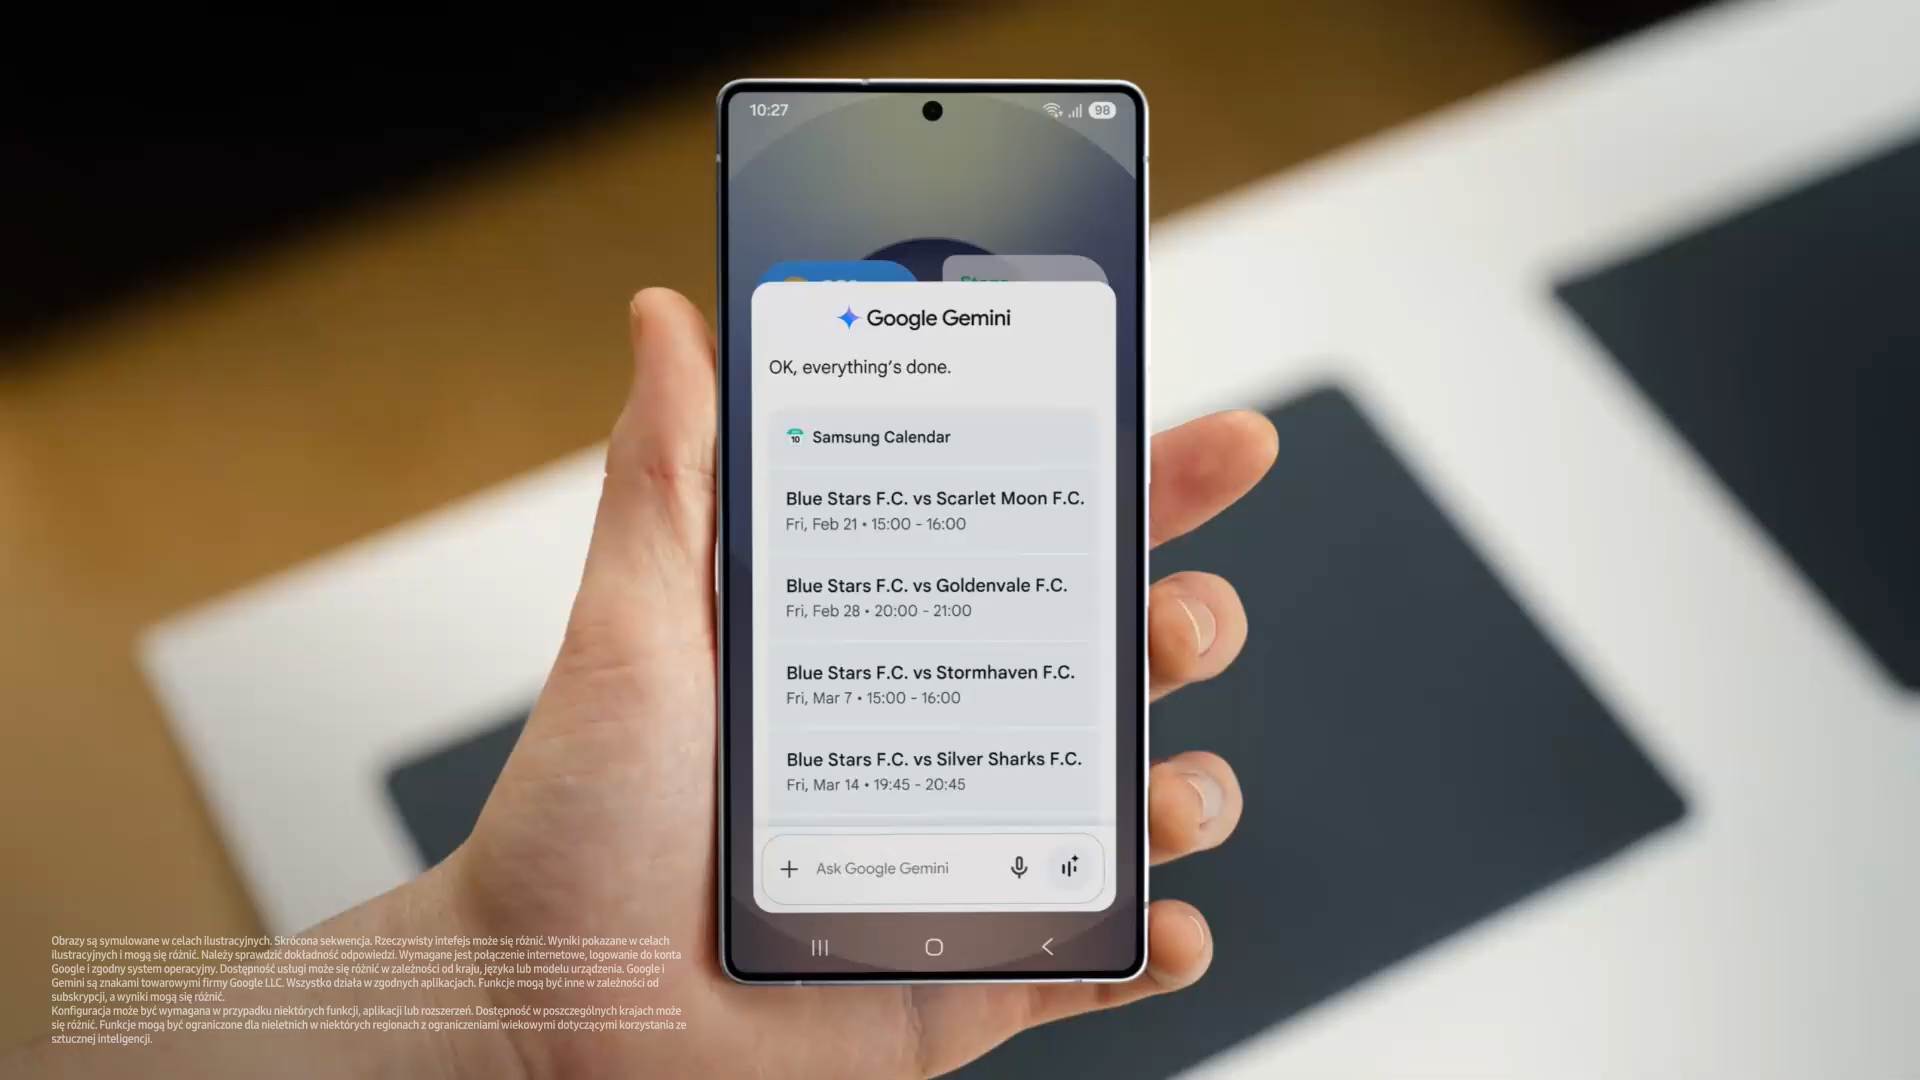 10:27
98
Google Gemini
OK, everything's done.
10
Samsung Calendar
Blue Stars F.C. vs Scarlet Moon F.C.
Fri, Feb 21 • 15:00 - 16:00
Blue Stars F.C. vs Goldenvale F.C.
Fri, Feb 28 • 20:00 - 21:00
Blue Stars F.C. vs Stormhaven F.C.
Fri, Mar 7 • 15:00 - 16:00
Blue Stars F.C. vs Silver Sharks F.C.
Fri, Mar 14 • 19:45 - 20:45
Ask Google Gemini
Obrazy są symulowane w celach ilustracyjnych. Skrócona sekwencja. Rzeczywisty intefejs może się różnić. Wyniki pokazane w celach
ilustracyjnych i mogą się różnić. Należy sprawdzić dokładność odpowiedzi. Wymagane jest połączenie internetowe, logowanie do konta
Google i zgodny system operacyjny. Dostępność usługi może się różnić w zależności od kraju, języka lub modelu urządzenia. Google i
Gemini są znakami towarowymi firmy Google LLC. Wszystko działa w zgodnych aplikacjach. Funkcje mogą być inne w zależności od
subskrypcji, a wyniki mogą się różnić.
Konfiguracja może być wymagana w przypadku niektórych funkcji, aplikacji lub rozszerzeń. Dostępność w poszczególnych krajach może
się różnić. Funkcje mogą być ograniczone dla nieletnich w niektórych regionach z ograniczeniami wiekowymi dotyczącymi korzystania ze
sztucznej inteligencji.